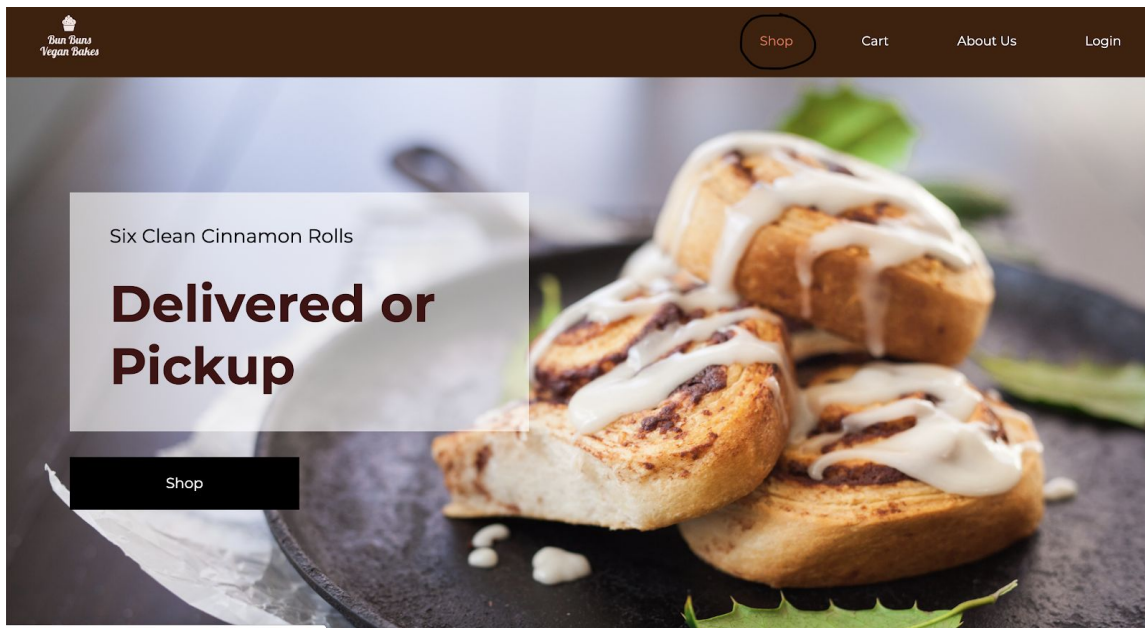 Bun Buns
Vegan Bakes
Shop
Cart
About Us
Login
Six Clean Cinnamon Rolls
Delivered or
Pickup
Shop